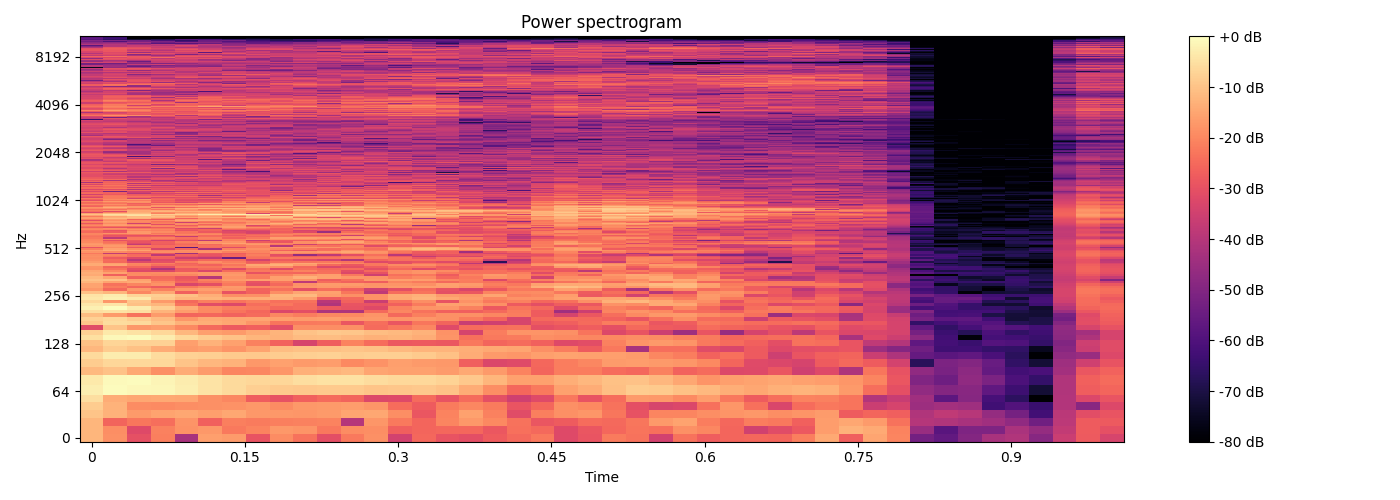 Power spectrogram
Hz
8192
4096
2048
1024
512
256
128
64
0
0 0.15 0.3 0.45 0.6 0.75 0.9
Time
+0 dB
-10 dB
-20 dB
-30 dB
-40 dB
-50 dB
-60 dB
-70 dB
-80 dB